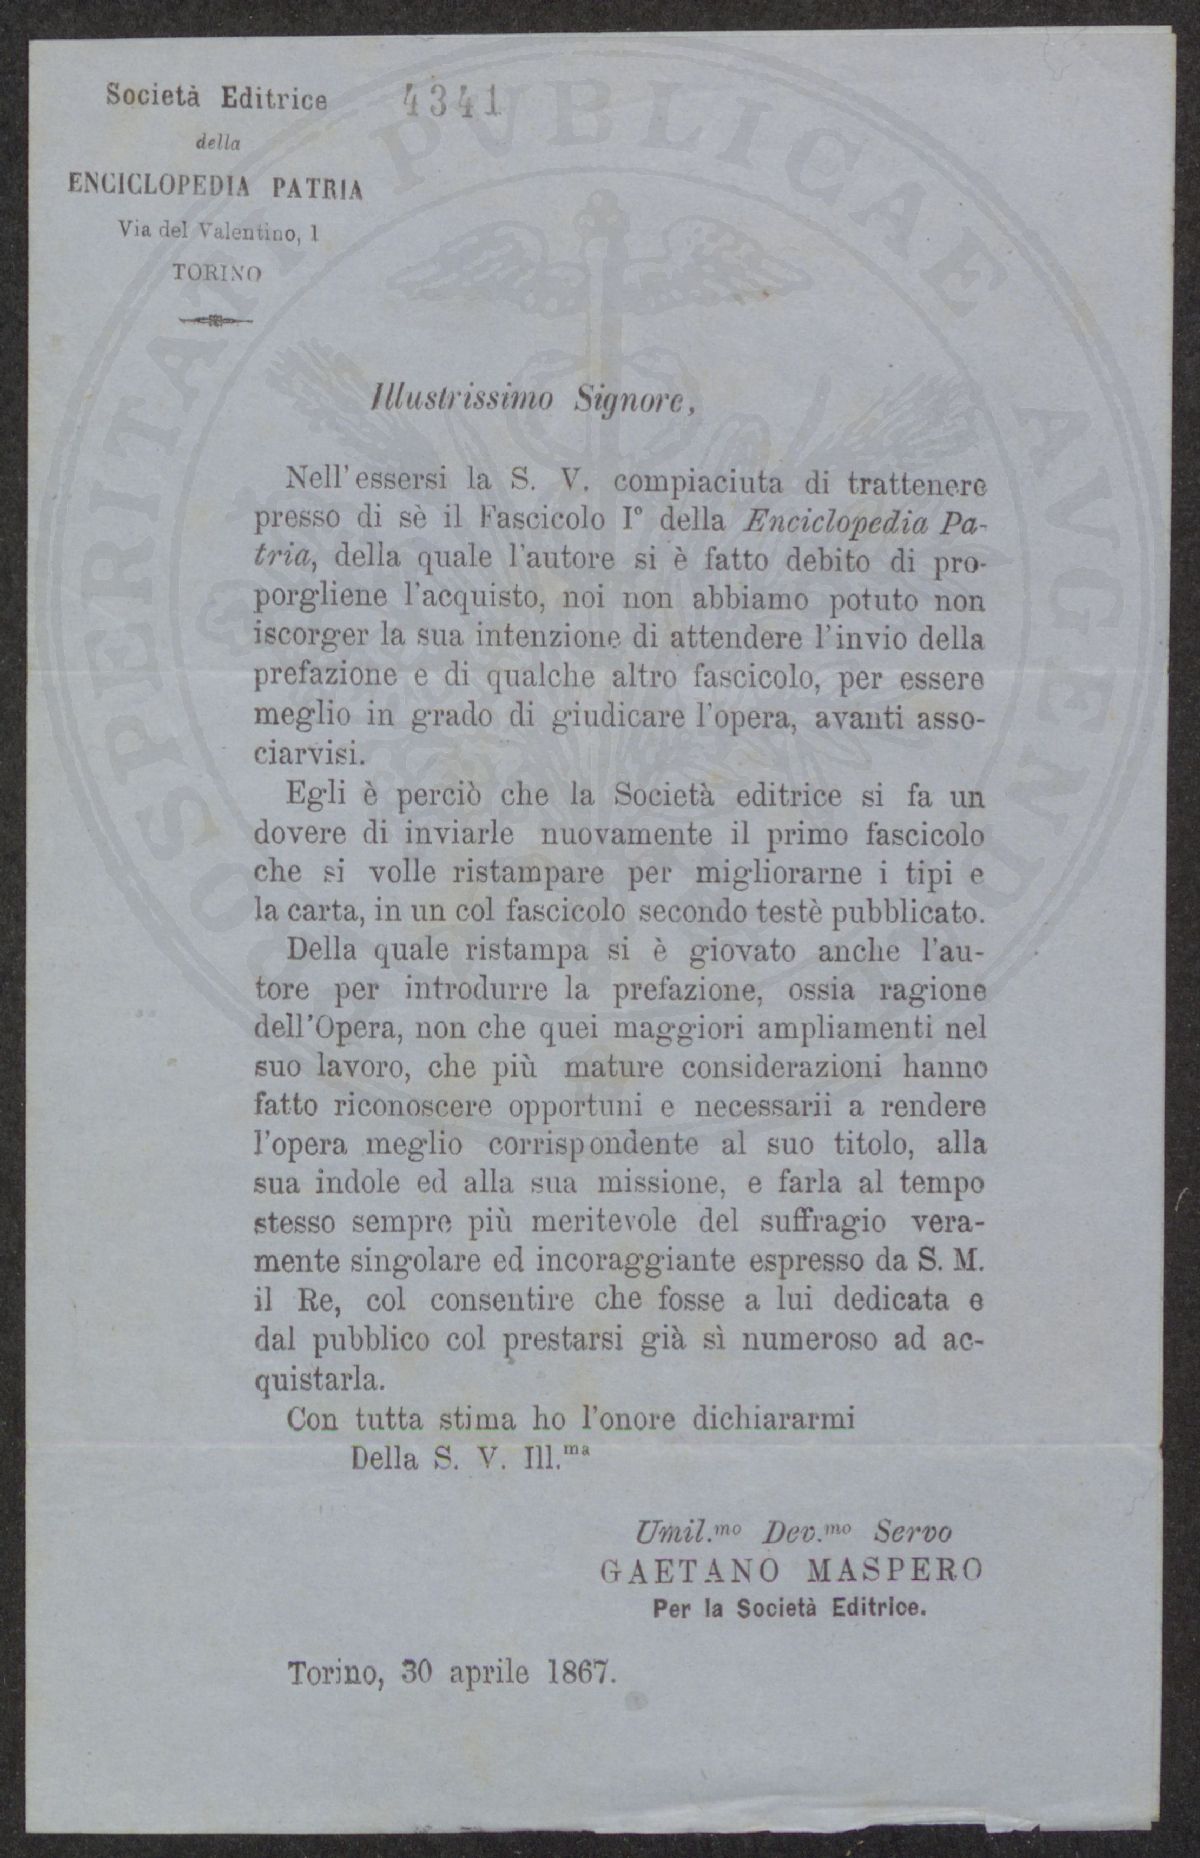 Società Editrice
4341
della
ENCICLOPEDIA PATRIA
Via del Valentino, 1
TORINO
Illustrissimo Signore,
Nell'essersi la S. V. compiaciuta di trattenere
presso di sè il Fascicolo I° della Enciclopedia Pa-
tria, della quale l'autore si è fatto debito di pro-
porgliene l'acquisto, noi non abbiamo potuto non
iscorger la sua intenzione di attendere l'invio della
prefazione e di qualche altro fascicolo, per essere
meglio in grado di giudicare l'opera, avanti asso-
ciarvisi.
Egli è perciò che la Società editrice si fa un
dovere di inviarle nuovamente il primo fascicolo
che si volle ristampare per migliorarne i tipi e
la carta, in un col fascicolo secondo testè pubblicato.
Della quale ristampa si è giovato anche l'au-
tore per introdurre la prefazione, ossia ragione
dell'Opera, non che quei maggiori ampliamenti nel
suo lavoro, che più mature considerazioni hanno
fatto riconoscere opportuni e necessarii a rendere
l'opera meglio corrispondente al suo titolo, alla
sua indole ed alla sua missione, e farla al tempo
stesso sempre più meritevole del suffragio vera-
mente singolare ed incoraggiante espresso da S. M.
il Re, col consentire che fosse a lui dedicata e
dal pubblico col prestarsi già sì numeroso ad ac-
quistarla.
Con tutta stima ho l'onore dichiararmi
Della S. V. Ill.ma
Umil.mo Dev.mo Servo
GAETANO MASPERO
Per la Società Editrice.
Torino, 30 aprile 1867.
PROSPERITATI PVBLICAE AVGENDAE